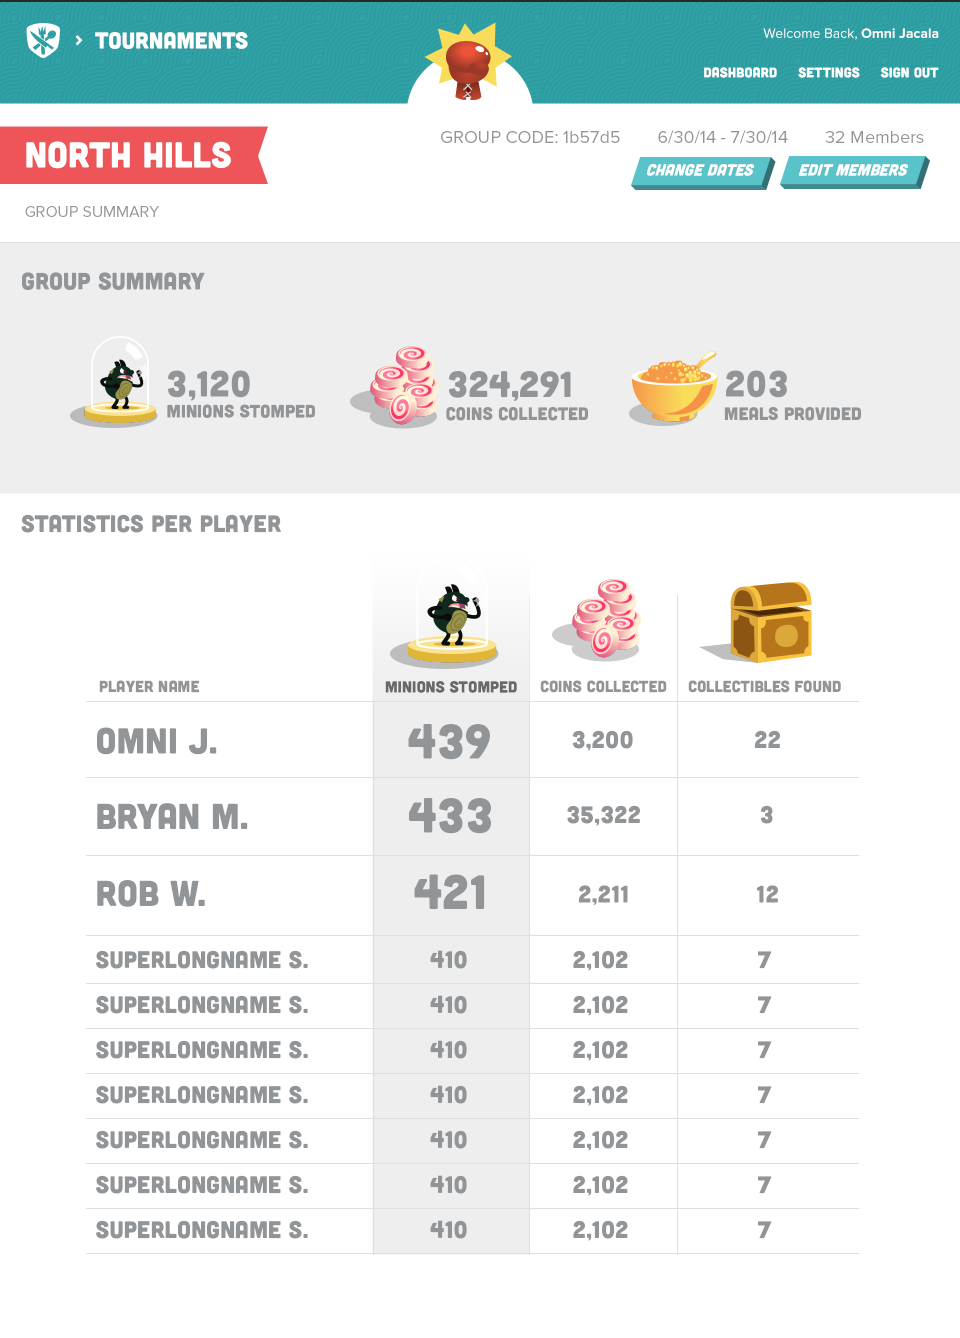 TOURNAMENTS
Welcome Back, Omni Jacala
DASHBOARD SETTINGS SIGN OUT
NORTH HILLS
GROUP CODE: 1b57d5 6/30/14 - 7/30/14 32 Members
CHANGE DATES EDIT MEMBERS
GROUP SUMMARY
GROUP SUMMARY
3,120 324,291 203
MINIONS STOMPED COINS COLLECTED MEALS PROVIDED
STATISTICS PER PLAYER
PLAYER NAME MINIONS STOMPED COINS COLLECTED COLLECTIBLES FOUND
OMNI J. 439 3,200 22
BRYAN M. 433 35,322 3
ROB W. 421 2,211 12
SUPERLONGNAME S. 410 2,102 7
SUPERLONGNAME S. 410 2,102 7
SUPERLONGNAME S. 410 2,102 7
SUPERLONGNAME S. 410 2,102 7
SUPERLONGNAME S. 410 2,102 7
SUPERLONGNAME S. 410 2,102 7
SUPERLONGNAME S. 410 2,102 7